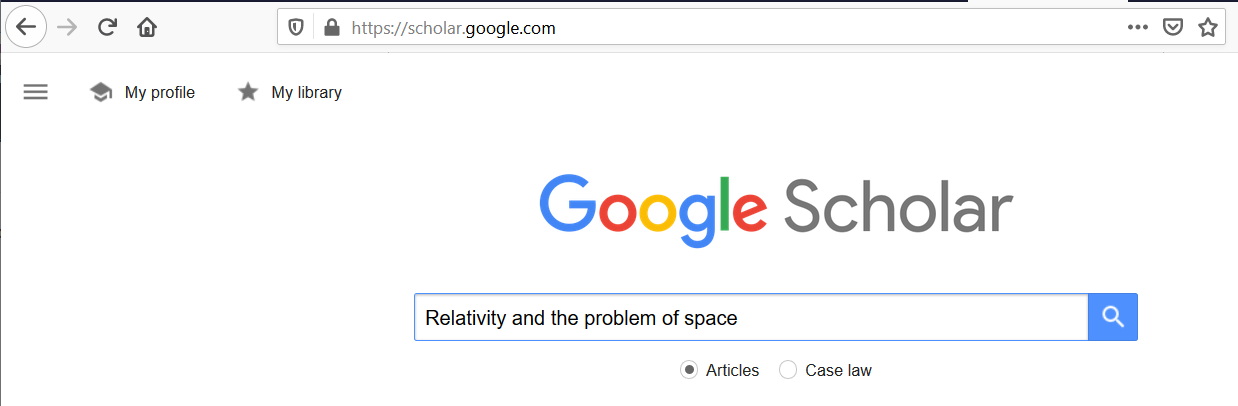 https://scholar.google.com
My profile My library
Google Scholar
Relativity and the problem of space
Articles Case law